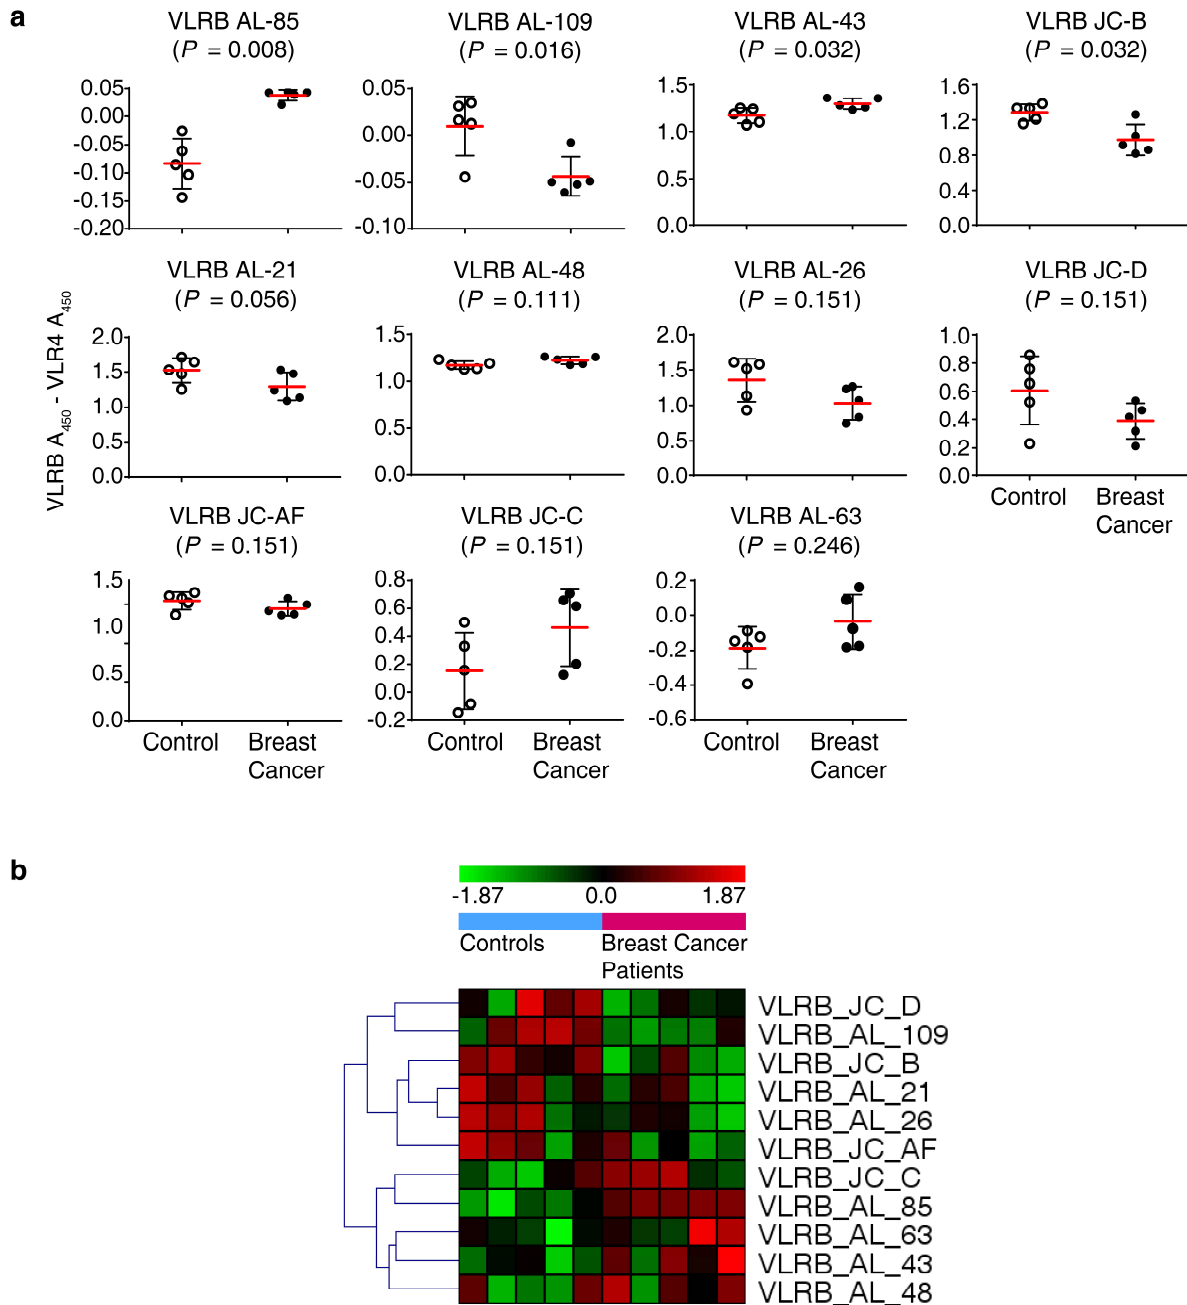 a
VLRB AL-85
(P = 0.008)
VLRB AL-109
(P = 0.016)
VLRB AL-43
(P = 0.032)
VLRB JC-B
(P = 0.032)
0.05
0.00
-0.05
-0.10
-0.15
-0.20
0.05
0.00
-0.05
-0.10
1.5
1.0
0.5
0.0
1.6
1.2
0.8
0.4
0.0
VLRB A450 - VLR4 A450
VLRB AL-21
(P = 0.056)
VLRB AL-48
(P = 0.111)
VLRB AL-26
(P = 0.151)
VLRB JC-D
(P = 0.151)
2.0
1.5
1.0
0.5
0.0
1.5
1.0
0.5
0.0
2.0
1.5
1.0
0.5
0.0
1.0
0.8
0.6
0.4
0.2
0.0
Control
Breast
Cancer
VLRB JC-AF
(P = 0.151)
VLRB JC-C
(P = 0.151)
VLRB AL-63
(P = 0.246)
1.5
1.0
0.5
0.0
0.8
0.6
0.4
0.2
0.0
-0.2
0.2
0.0
-0.2
-0.4
-0.6
Control
Breast
Cancer
Control
Breast
Cancer
Control
Breast
Cancer
b
-1.87 0.0 1.87
Controls
Breast Cancer
Patients
VLRB_JC_D
VLRB_AL_109
VLRB_JC_B
VLRB_AL_21
VLRB_AL_26
VLRB_JC_AF
VLRB_JC_C
VLRB_AL_85
VLRB_AL_63
VLRB_AL_43
VLRB_AL_48